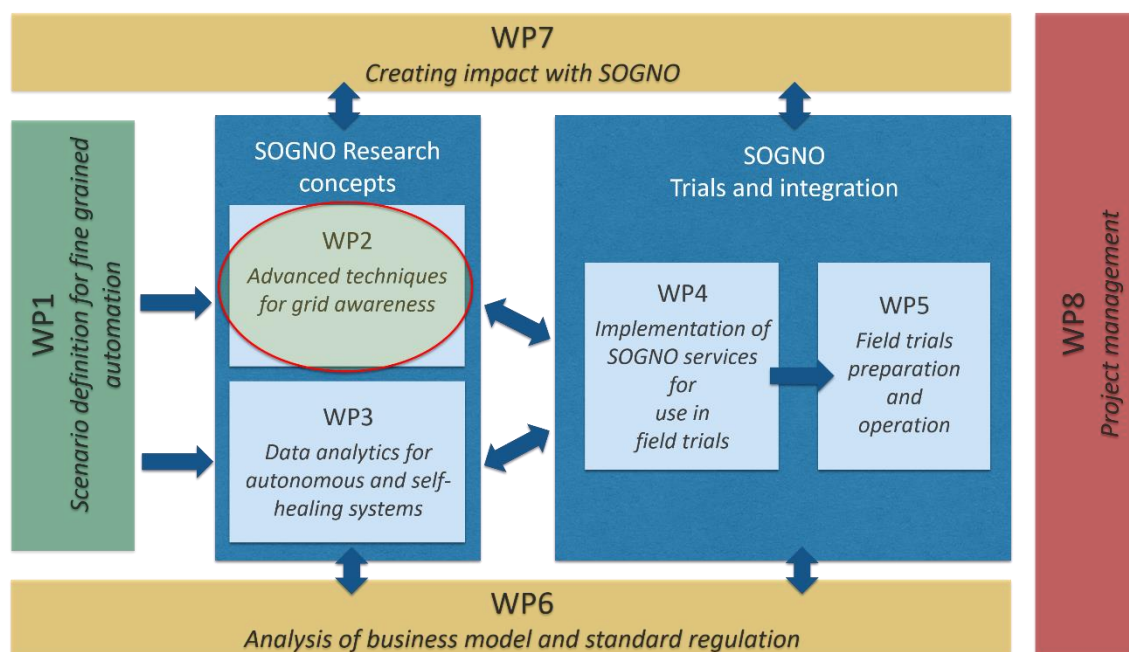 WP7
Creating impact with SOGNO
WP1
Scenario definition for fine grained
automation
SOGNO Research
concepts
WP2
Advanced techniques
for grid awareness
WP3
Data analytics for
autonomous and self-
healing systems
SOGNO
Trials and integration
WP4
Implementation of
SOGNO services
for
use in
field trials
WP5
Field trials
preparation
and
operation
WP6
Analysis of business model and standard regulation
WP8
Project management